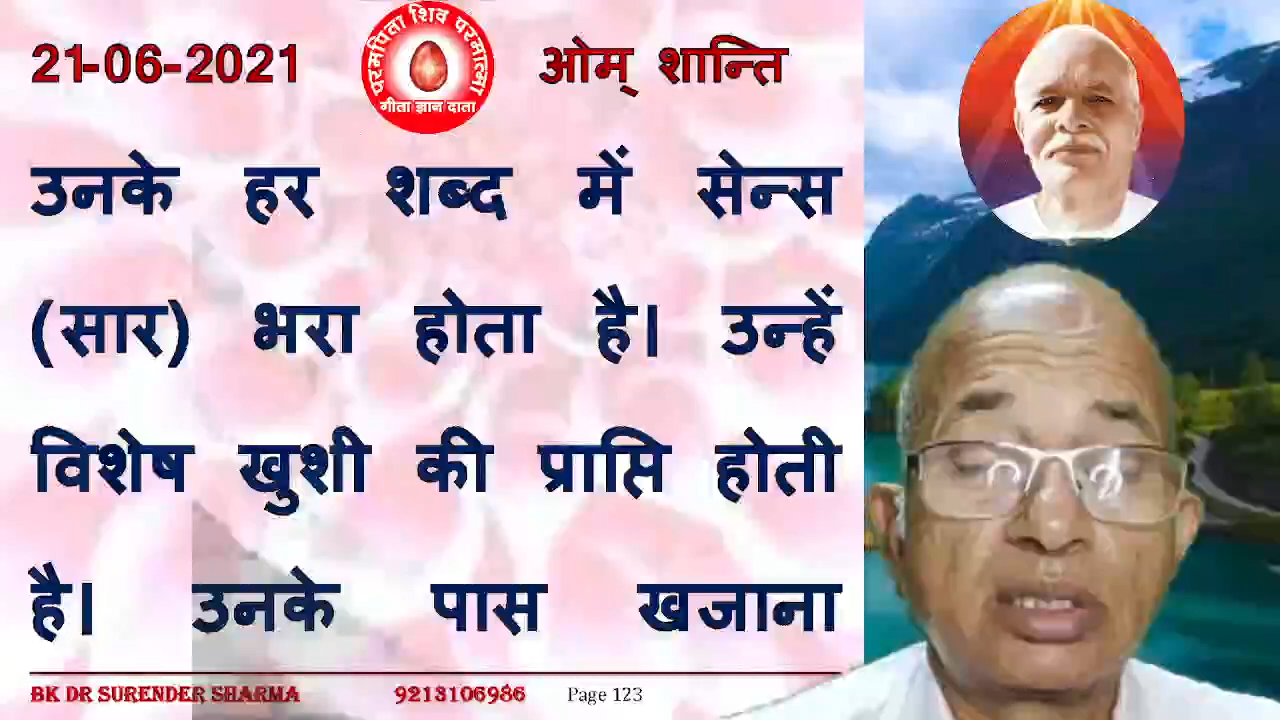 21-06-2021
परमपिता शिव परमात्मा
गीता ज्ञान दाता
ओम् शान्ति
उनके हर शब्द में सेन्स
(सार) भरा होता है। उन्हें
विशेष खुशी की प्राप्ति होती
है। उनके पास खजाना
BK DR SURENDER SHARMA 9213106986 Page 123